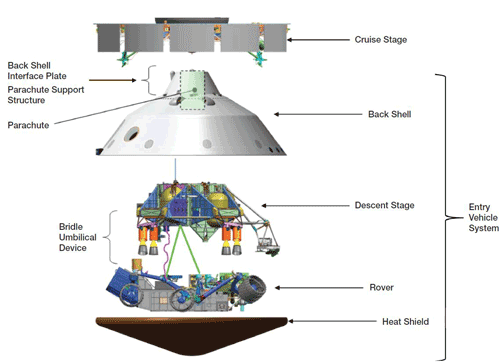 Cruise Stage
Back Shell
Interface Plate
Parachute Support
Structure
Parachute
Back Shell
Descent Stage
Entry
Vehicle
System
Bridle
Umbilical
Device
Rover
Heat Shield